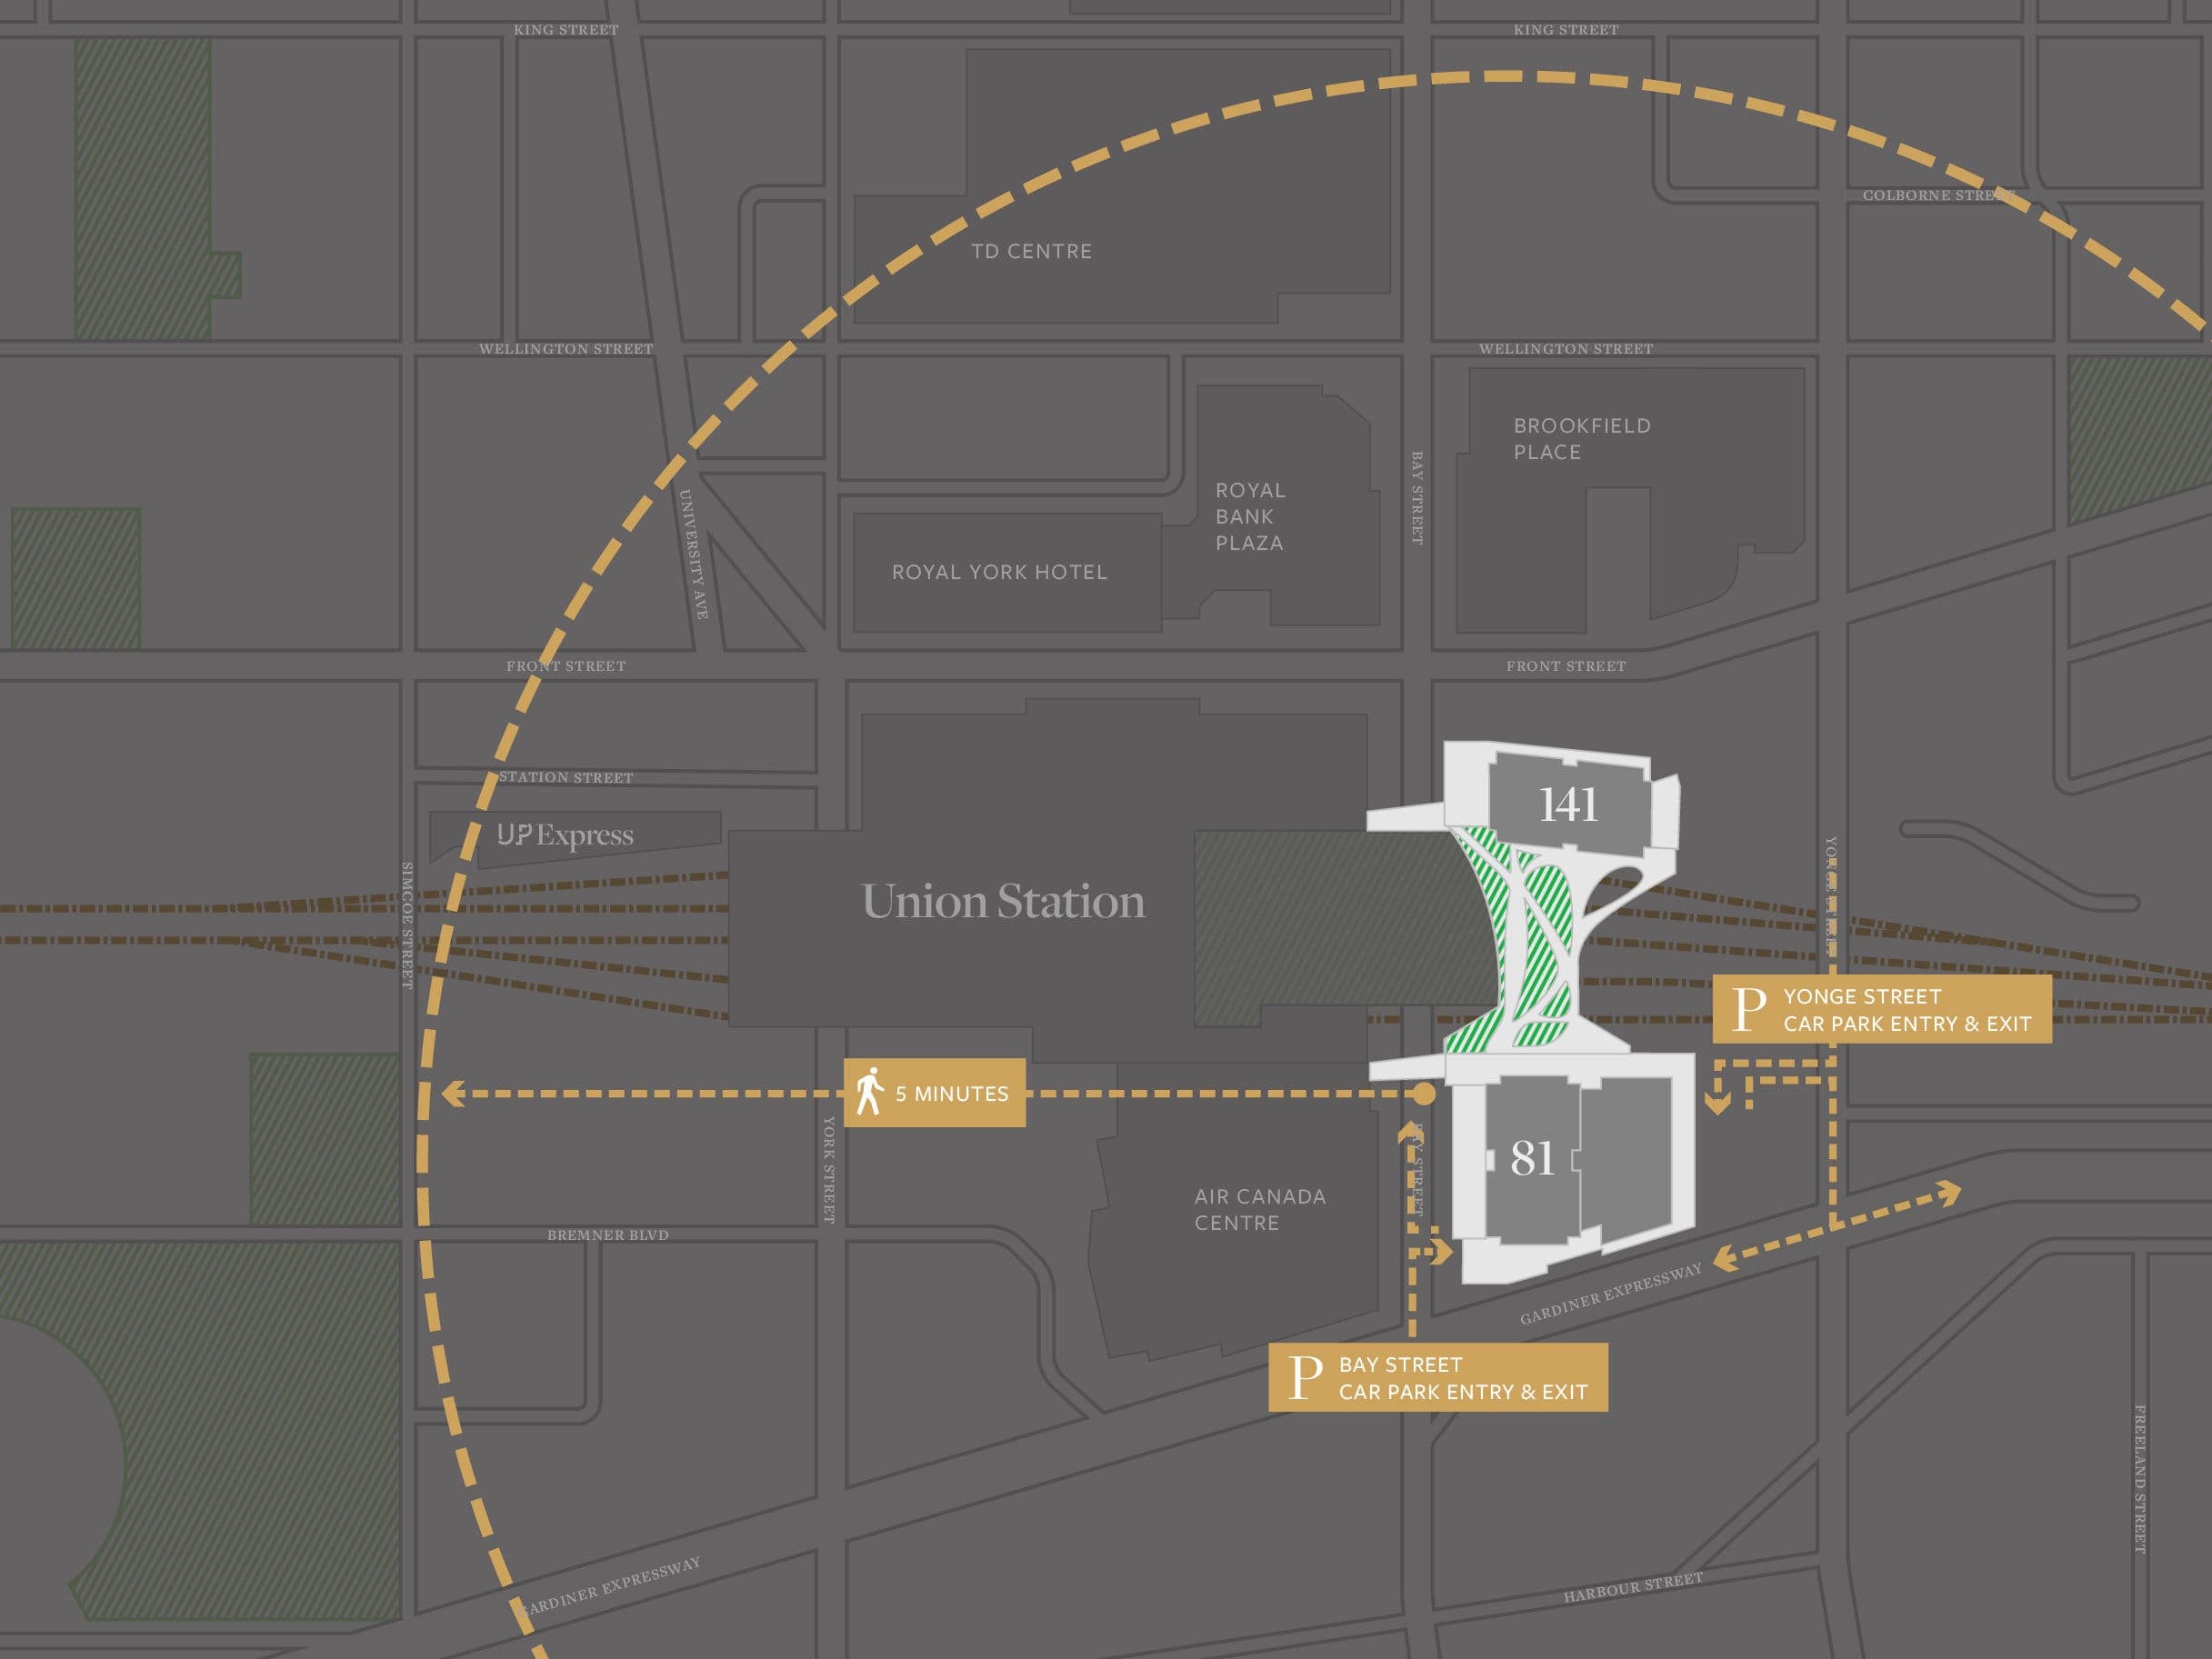 KING STREET
KING STREET
COLBORNE STREET
TD CENTRE
WELLINGTON STREET
WELLINGTON STREET
BROOKFIELD
PLACE
BAY STREET
UNIVERSITY AVE
ROYAL
BANK
PLAZA
ROYAL YORK HOTEL
FRONT STREET
FRONT STREET
STATION STREET
141
UP Express
Union Station
SIMCOE STREET
YONGE STREET
P YONGE STREET
CAR PARK ENTRY & EXIT
5 MINUTES
YORK STREET
BAY STREET
81
AIR CANADA
CENTRE
BREMNER BLVD
GARDINER EXPRESSWAY
P BAY STREET
CAR PARK ENTRY & EXIT
FREELAND STREET
GARDINER EXPRESSWAY
HARBOUR STREET